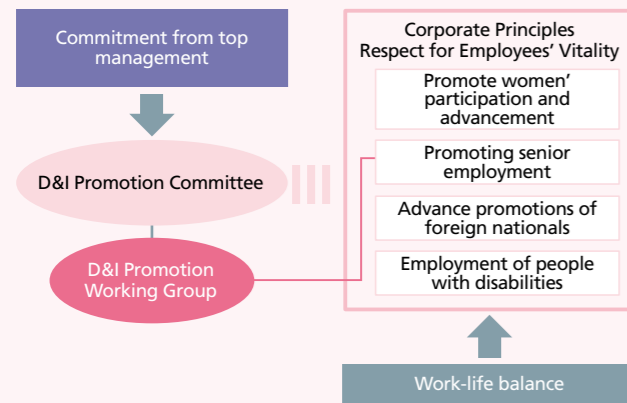 Commitment from top
management
D&I Promotion Committee
D&I Promotion
Working Group
Corporate Principles
Respect for Employees’ Vitality
Promote women’
participation and
advancement
Promoting senior
employment
Advance promotions of
foreign nationals
Employment of people
with disabilities
Work-life balance